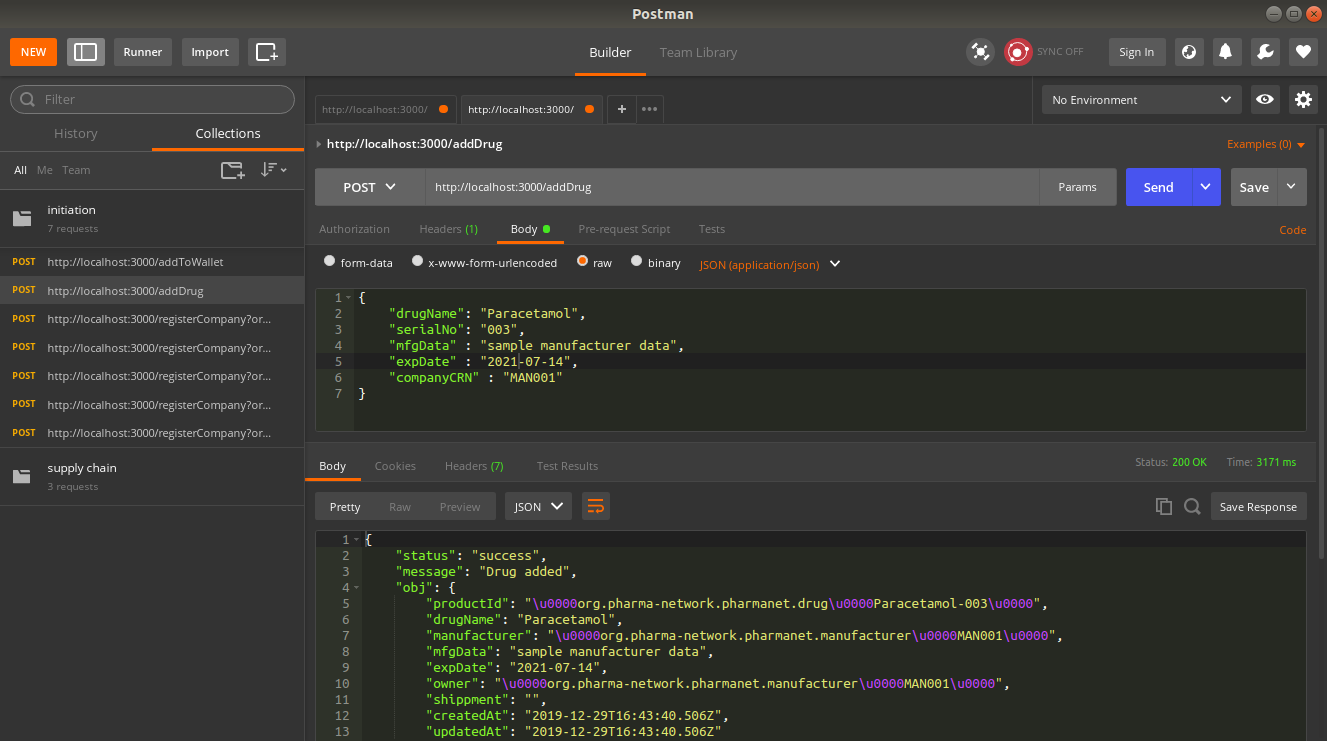 Postman
NEW
Runner
Import
Builder
Team Library
SYNC OFF
Sign In
Filter
History
Collections
All Me Team
initiation
7 requests
POST http://localhost:3000/addToWallet
POST http://localhost:3000/addDrug
POST http://localhost:3000/registerCompany?or...
POST http://localhost:3000/registerCompany?or...
POST http://localhost:3000/registerCompany?or...
POST http://localhost:3000/registerCompany?or...
POST http://localhost:3000/registerCompany?or...
supply chain
3 requests
http://localhost:3000/
http://localhost:3000/
+
No Environment
http://localhost:3000/addDrug
Examples (0)
POST
http://localhost:3000/addDrug
Params
Send
Save
Authorization
Headers (1)
Body
Pre-request Script
Tests
Code
form-data
x-www-form-urlencoded
raw
binary
JSON (application/json)
1 {
2 "drugName": "Paracetamol",
3 "serialNo": "003",
4 "mfgData" : "sample manufacturer data",
5 "expDate" : "2021-07-14",
6 "companyCRN" : "MAN001"
7 }
Body
Cookies
Headers (7)
Test Results
Status: 200 OK
Time: 3171 ms
Pretty
Raw
Preview
JSON
Save Response
1 {
2 "status": "success",
3 "message": "Drug added",
4 "obj": {
5 "productId": "\u0000org.pharma-network.pharmanet.drug\u0000Paracetamol-003\u0000",
6 "drugName": "Paracetamol",
7 "manufacturer": "\u0000org.pharma-network.pharmanet.manufacturer\u0000MAN001\u0000",
8 "mfgData": "sample manufacturer data",
9 "expDate": "2021-07-14",
10 "owner": "\u0000org.pharma-network.pharmanet.manufacturer\u0000MAN001\u0000",
11 "shippment": "",
12 "createdAt": "2019-12-29T16:43:40.506Z",
13 "updatedAt": "2019-12-29T16:43:40.506Z"